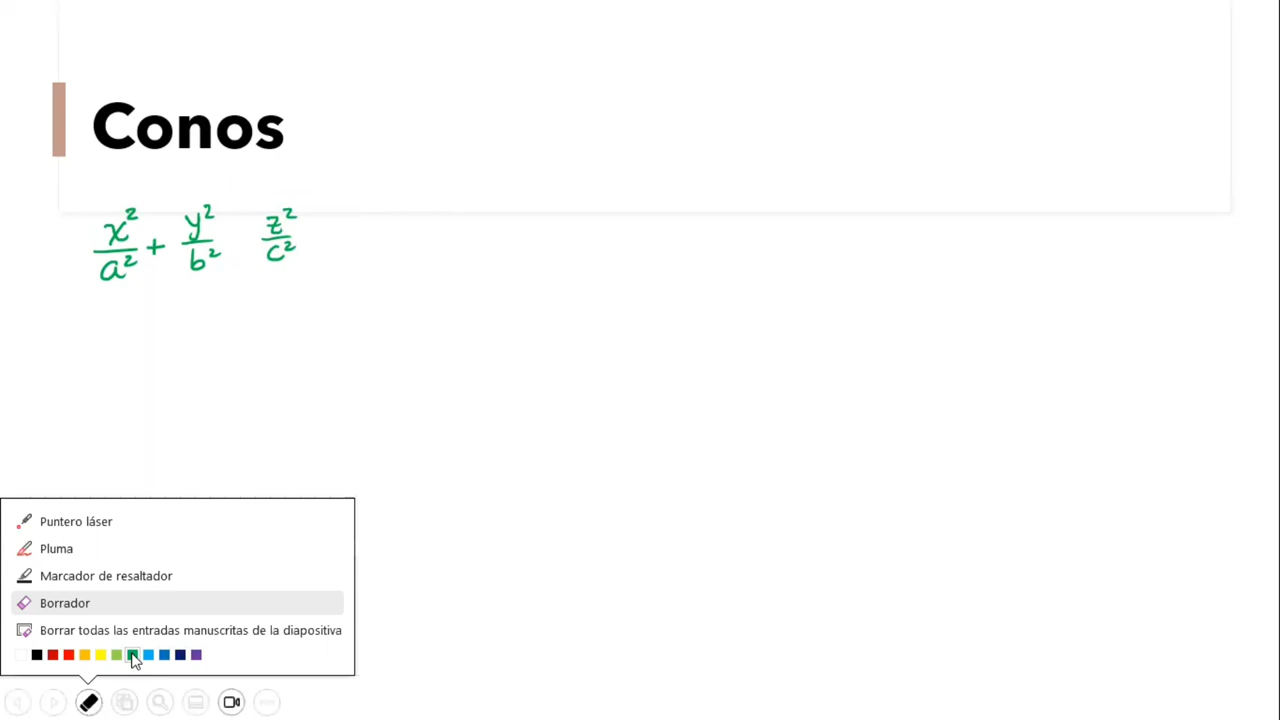 Conos
x²/a² + y²/b² z²/c²
Puntero láser
Pluma
Marcador de resaltador
Borrador
Borrar todas las entradas manuscritas de la diapositiva